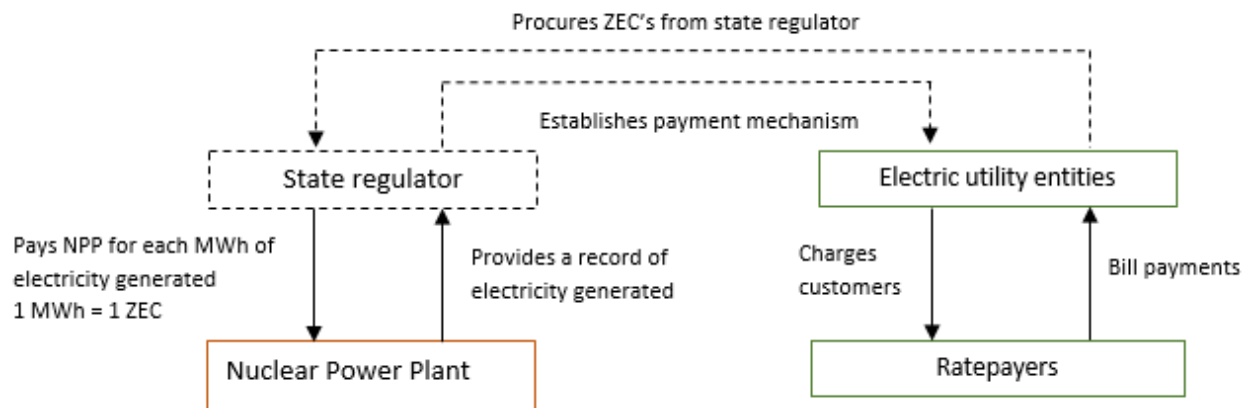 Procures ZEC's from state regulator
Establishes payment mechanism
State regulator
Electric utility entities
Pays NPP for each MWh of
electricity generated
1 MWh = 1 ZEC
Provides a record of
electricity generated
Charges
customers
Bill payments
Nuclear Power Plant
Ratepayers